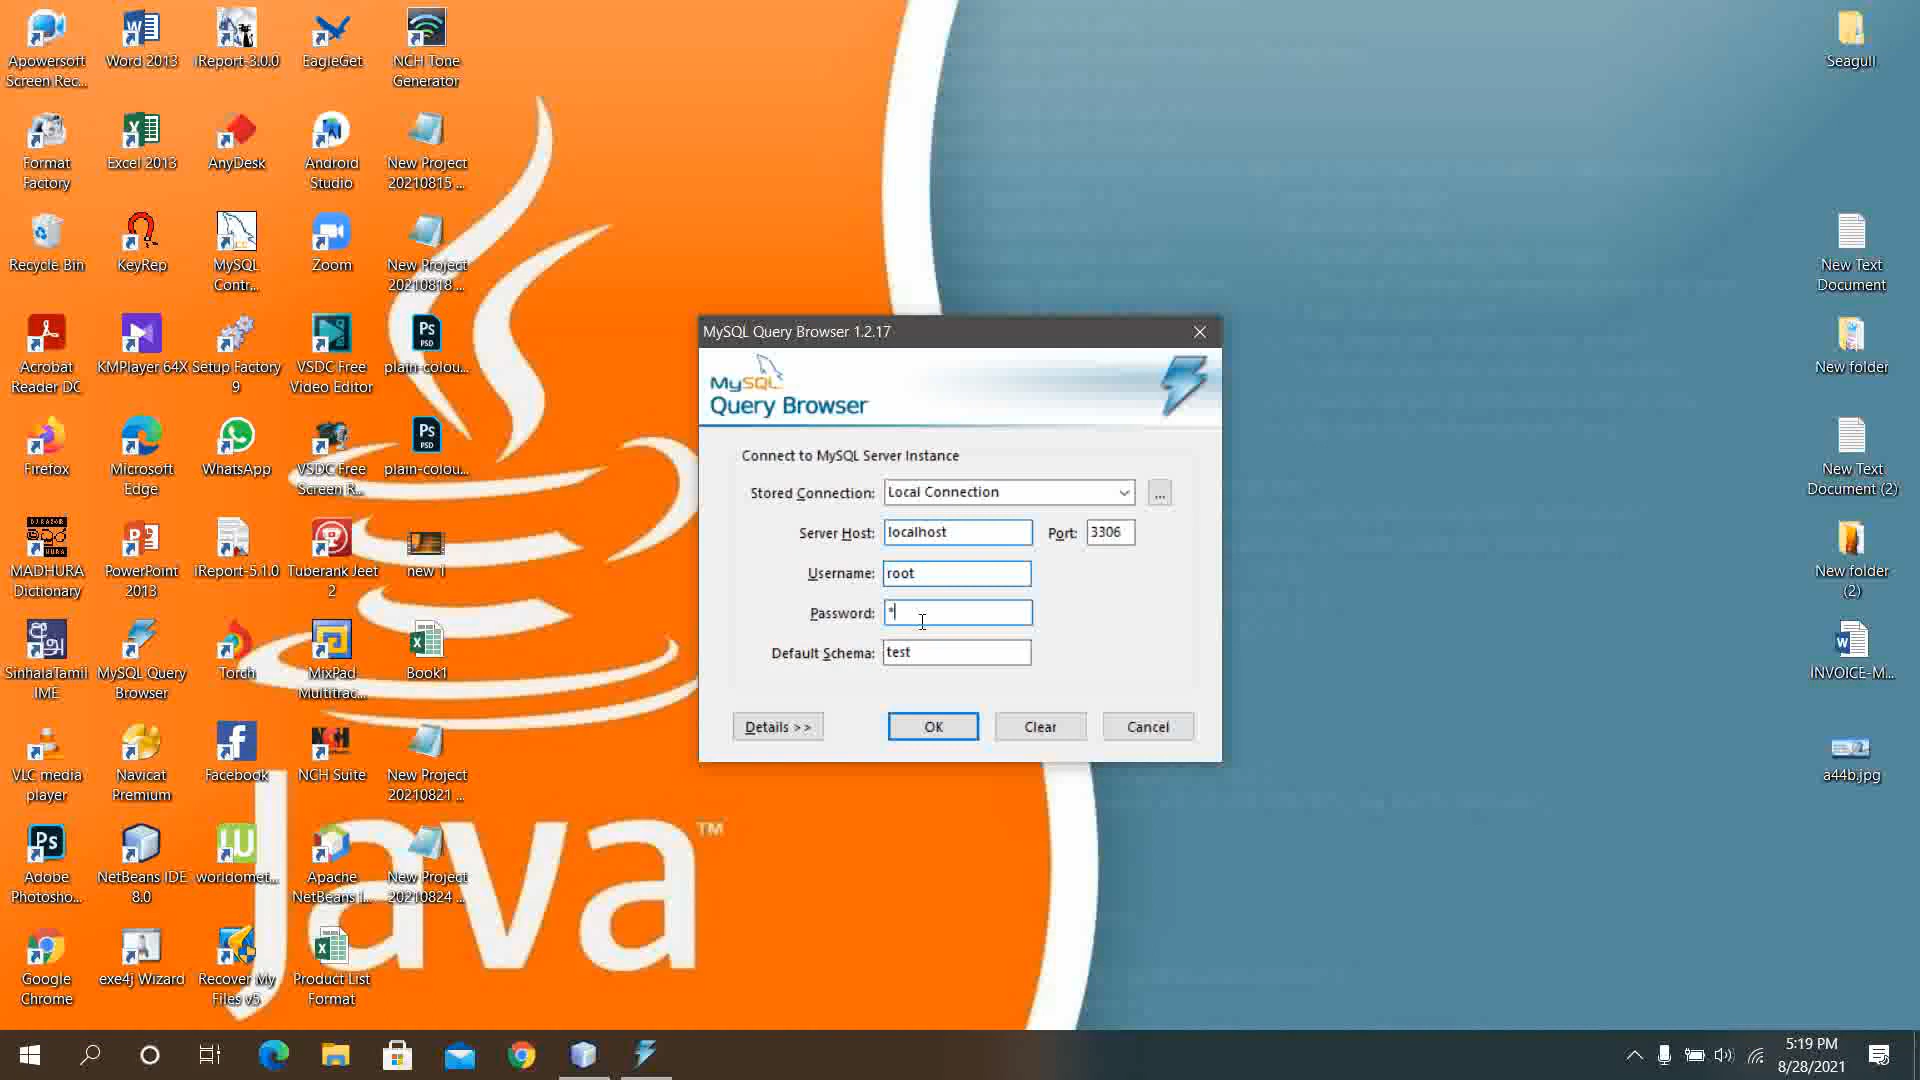 Apowersoft
Screen Rec...
Word 2013
iReport-3.0.0
EagleGet
NCH Tone
Generator
Seagull
Format
Factory
Excel 2013
AnyDesk
Android
Studio
New Project
20210815 ...
Recycle Bin
KeyRep
MySQL
Contr...
Zoom
New Project
20210818 ...
New Text
Document
Acrobat
Reader DC
KMPlayer 64X
Setup Factory
9
VSDC Free
Video Editor
PSD
plain-colou...
New folder
Firefox
Microsoft
Edge
WhatsApp
VSDC Free
Screen R...
PSD
plain-colou...
New Text
Document (2)
MADHURA
Dictionary
PowerPoint
2013
iReport-5.1.0
Tuberank Jeet
2
new 1
New folder
(2)
SinhalaTamil
IME
MySQL Query
Browser
Torch
MixPad
Multitrac...
Book1
INVOICE-M...
VLC media
player
Navicat
Premium
Facebook
NCH Suite
New Project
20210821 ...
a44b.jpg
Adobe
Photosho...
NetBeans IDE
8.0
worldomet...
Apache
NetBeans I...
New Project
20210824 ...
Google
Chrome
exe4j Wizard
Recover My
Files v5
Product List
Format
Java™
MySQL Query Browser 1.2.17
MySQL
Query Browser
Connect to MySQL Server Instance
Stored Connection: Local Connection ...
Server Host: localhost Port: 3306
Username: root
Password: *
Default Schema: test
Details >> OK Clear Cancel
5:19 PM
8/28/2021